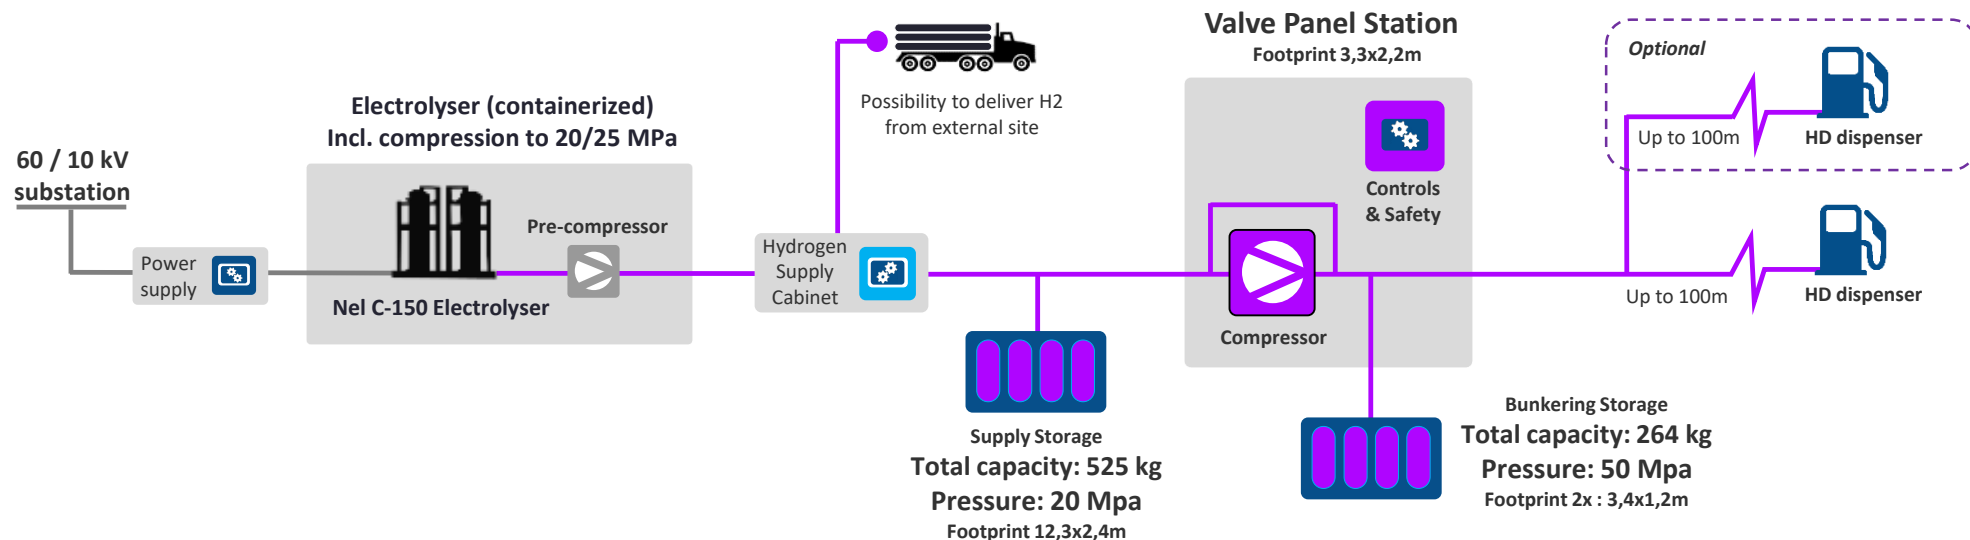 60 / 10 kV
substation
Power
supply
Electrolyser (containerized)
Incl. compression to 20/25 MPa
Pre-compressor
Nel C-150 Electrolyser
Possibility to deliver H2
from external site
Hydrogen
Supply
Cabinet
Supply Storage
Total capacity: 525 kg
Pressure: 20 Mpa
Footprint 12,3x2,4m
Valve Panel Station
Footprint 3,3x2,2m
Controls
& Safety
Compressor
Bunkering Storage
Total capacity: 264 kg
Pressure: 50 Mpa
Footprint 2x : 3,4x1,2m
Optional
Up to 100m
HD dispenser
Up to 100m
HD dispenser